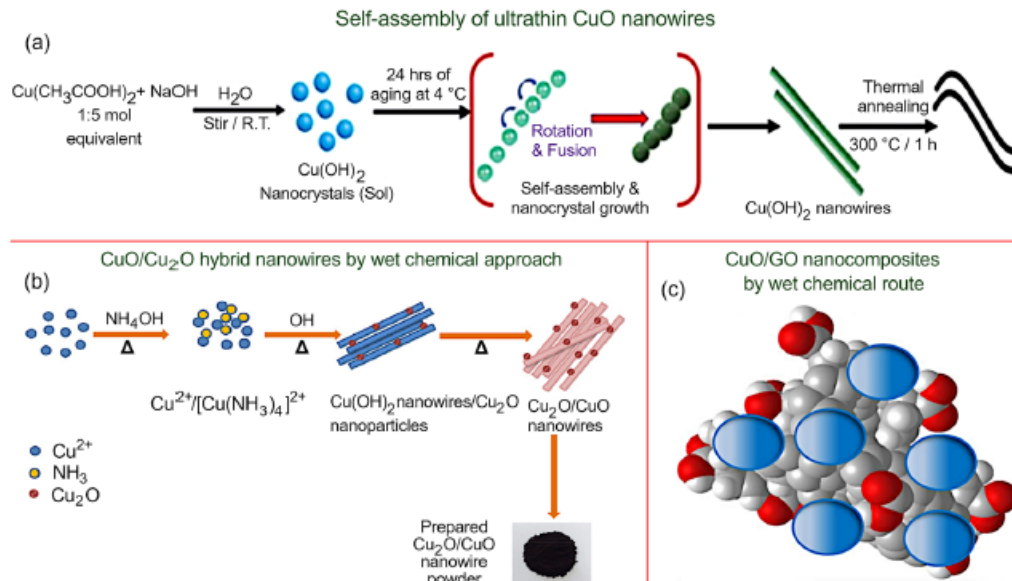 Self-assembly of ultrathin CuO nanowires
(a)
Cu(CH₃COOH)₂+ NaOH
1:5 mol
equivalent
H₂O
Stir / R.T.
Cu(OH)₂
Nanocrystals (Sol)
24 hrs of
aging at 4 °C
Rotation
& Fusion
Self-assembly &
nanocrystal growth
Cu(OH)₂ nanowires
Thermal
annealing
300 °C / 1 h
CuO/Cu₂O hybrid nanowires by wet chemical approach
(b)
NH₄OH
Δ
OH
Δ
Δ
Cu²⁺/[Cu(NH₃)₄]²⁺
Cu(OH)₂nanowires/Cu₂O
nanoparticles
Cu₂O/CuO
nanowires
Cu²⁺
NH₃
Cu₂O
Prepared
Cu₂O/CuO
nanowire
powder
CuO/GO nanocomposites
by wet chemical route
(c)